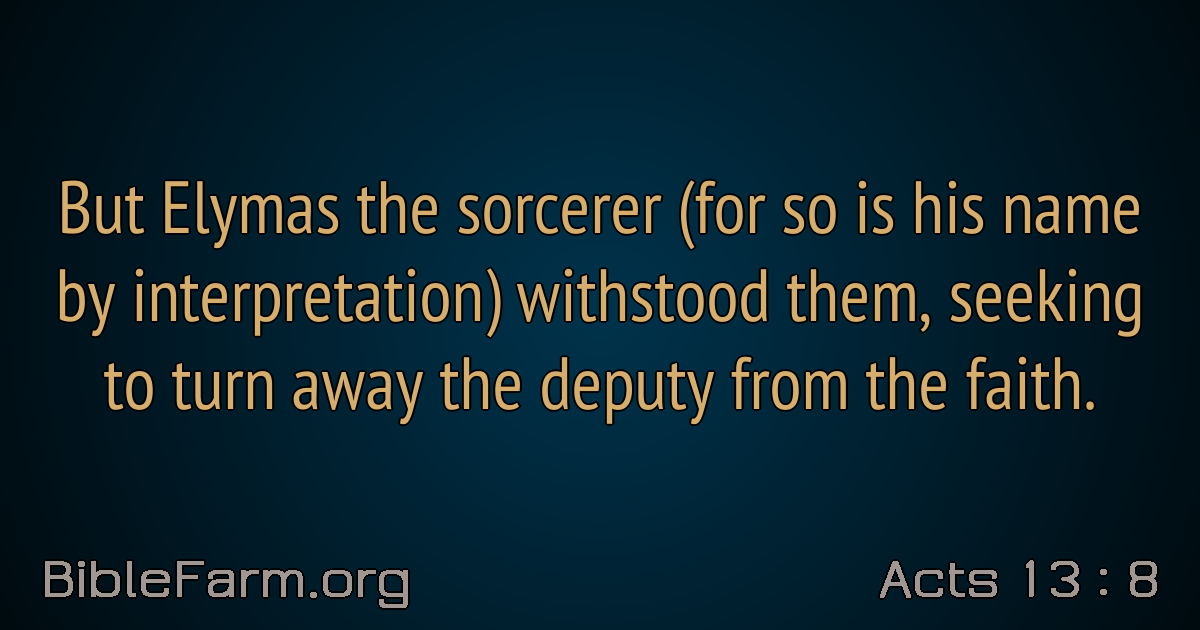 But Elymas the sorcerer (for so is his name
by interpretation) withstood them, seeking
to turn away the deputy from the faith.
BibleFarm.org
Acts 13 : 8